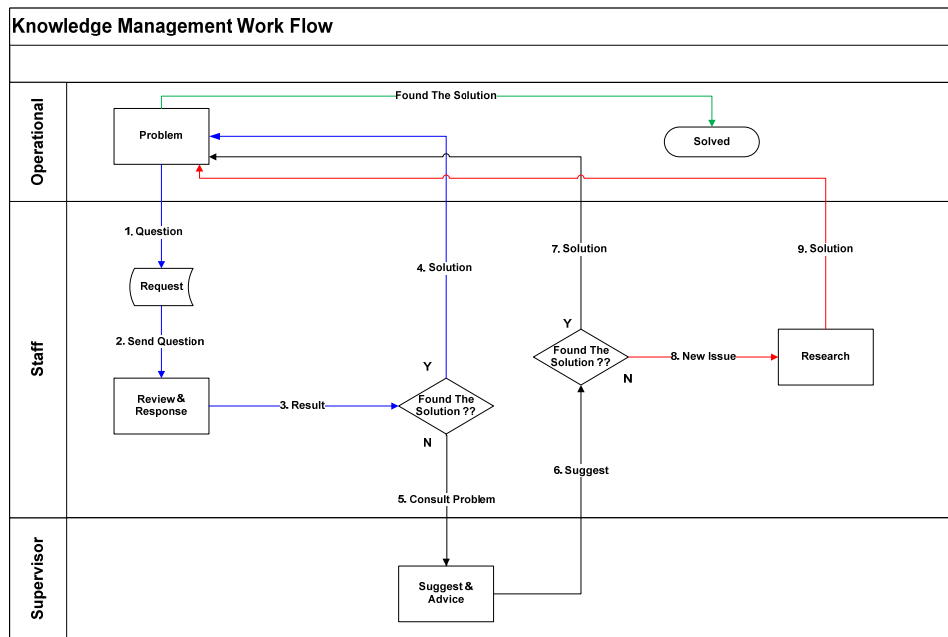 Knowledge Management Work Flow
Operational
Found The Solution
Problem
Solved
Staff
1. Question
4. Solution
7. Solution
9. Solution
Request
2. Send Question
Y
Found The
Solution ??
8. New Issue
Research
N
Review &
Response
3. Result
Y
Found The
Solution ??
N
5. Consult Problem
6. Suggest
Supervisor
Suggest &
Advice